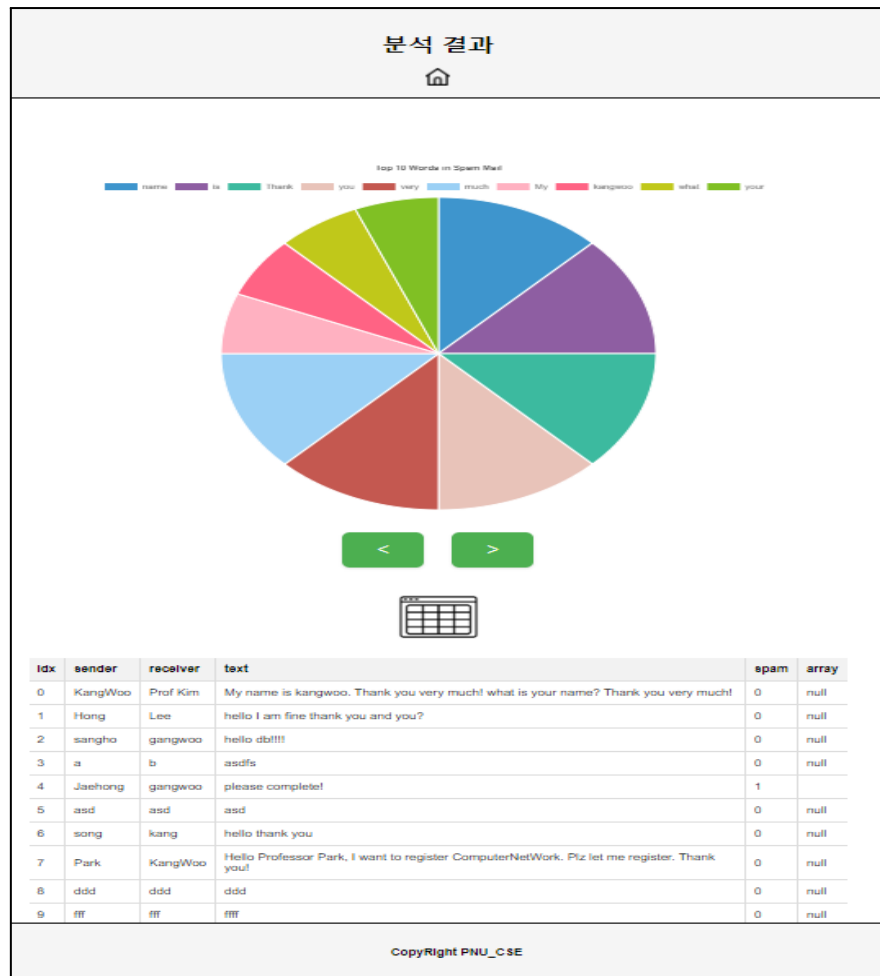 분석 결과
Top 10 Words in Spam Mail
name is Thank you very much My kangwoo what your
< >
idx sender receiver text spam array
0 KangWoo Prof Kim My name is kangwoo. Thank you very much! what is your name? Thank you very much! 0 null
1 Hong Lee hello I am fine thank you and you? 0 null
2 sangho gangwoo hello db!!!! 0 null
3 a b asdfs 0 null
4 Jaehong gangwoo please complete! 1
5 asd asd asd 0 null
6 song kang hello thank you 0 null
7 Park KangWoo Hello Professor Park, I want to register ComputerNetWork. Plz let me register. Thank
you! 0 null
8 ddd ddd ddd 0 null
9 fff fff ffff 0 null
CopyRight PNU_CSE